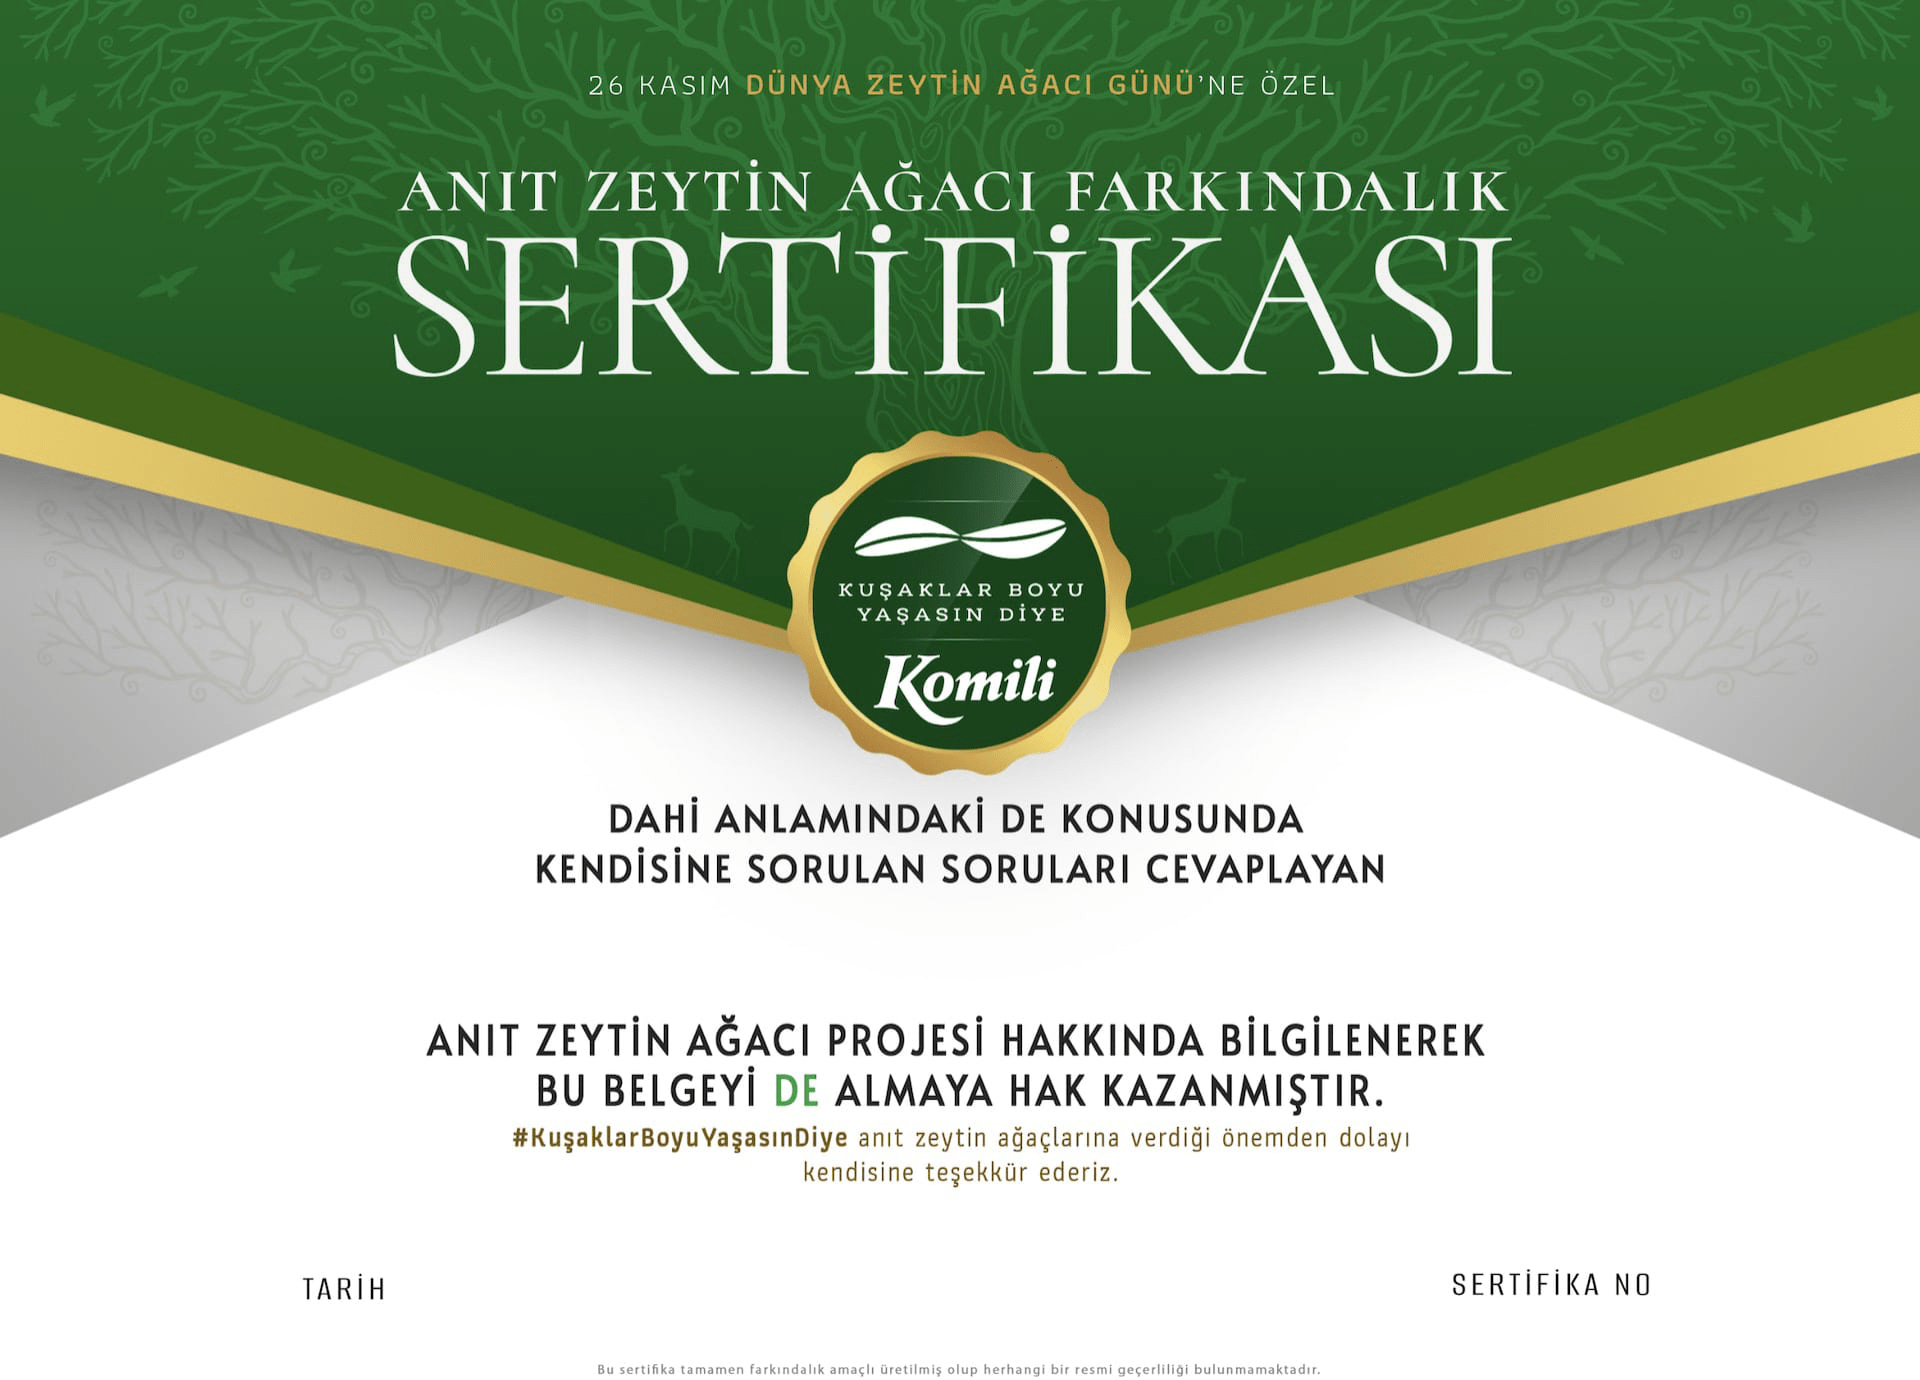 26 KASIM DÜNYA ZEYTİN AĞACI GÜNÜ'NE ÖZEL
ANIT ZEYTİN AĞACI FARKINDALIK
SERTİFİKASI
KUŞAKLAR BOYU
YAŞASIN DİYE
Komili
DAHİ ANLAMINDAKİ DE KONUSUNDA
KENDİSİNE SORULAN SORULARI CEVAPLAYAN
ANIT ZEYTİN AĞACI PROJESİ HAKKINDA BİLGİLENEREK
BU BELGEYİ DE ALMAYA HAK KAZANMIŞTIR.
#KuşaklarBoyuYaşasınDiye anıt zeytin ağaçlarına verdiği önemden dolayı
kendisine teşekkür ederiz.
TARİH
SERTİFİKA NO
Bu sertifika tamamen farkındalık amaçlı üretilmiş olup herhangi bir resmi geçerliliği bulunmamaktadır.